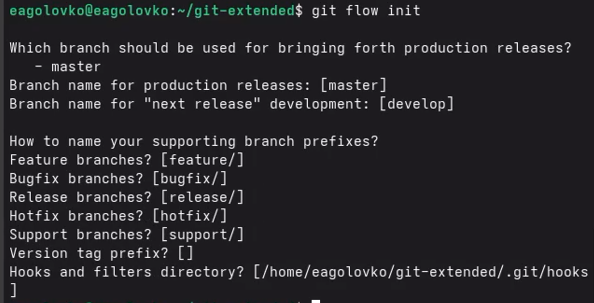 eagolovko@eagolovko:~/git-extended$ git flow init

Which branch should be used for bringing forth production releases?
   - master
Branch name for production releases: [master]
Branch name for "next release" development: [develop]

How to name your supporting branch prefixes?
Feature branches? [feature/]
Bugfix branches? [bugfix/]
Release branches? [release/]
Hotfix branches? [hotfix/]
Support branches? [support/]
Version tag prefix? []
Hooks and filters directory? [/home/eagolovko/git-extended/.git/hooks
]